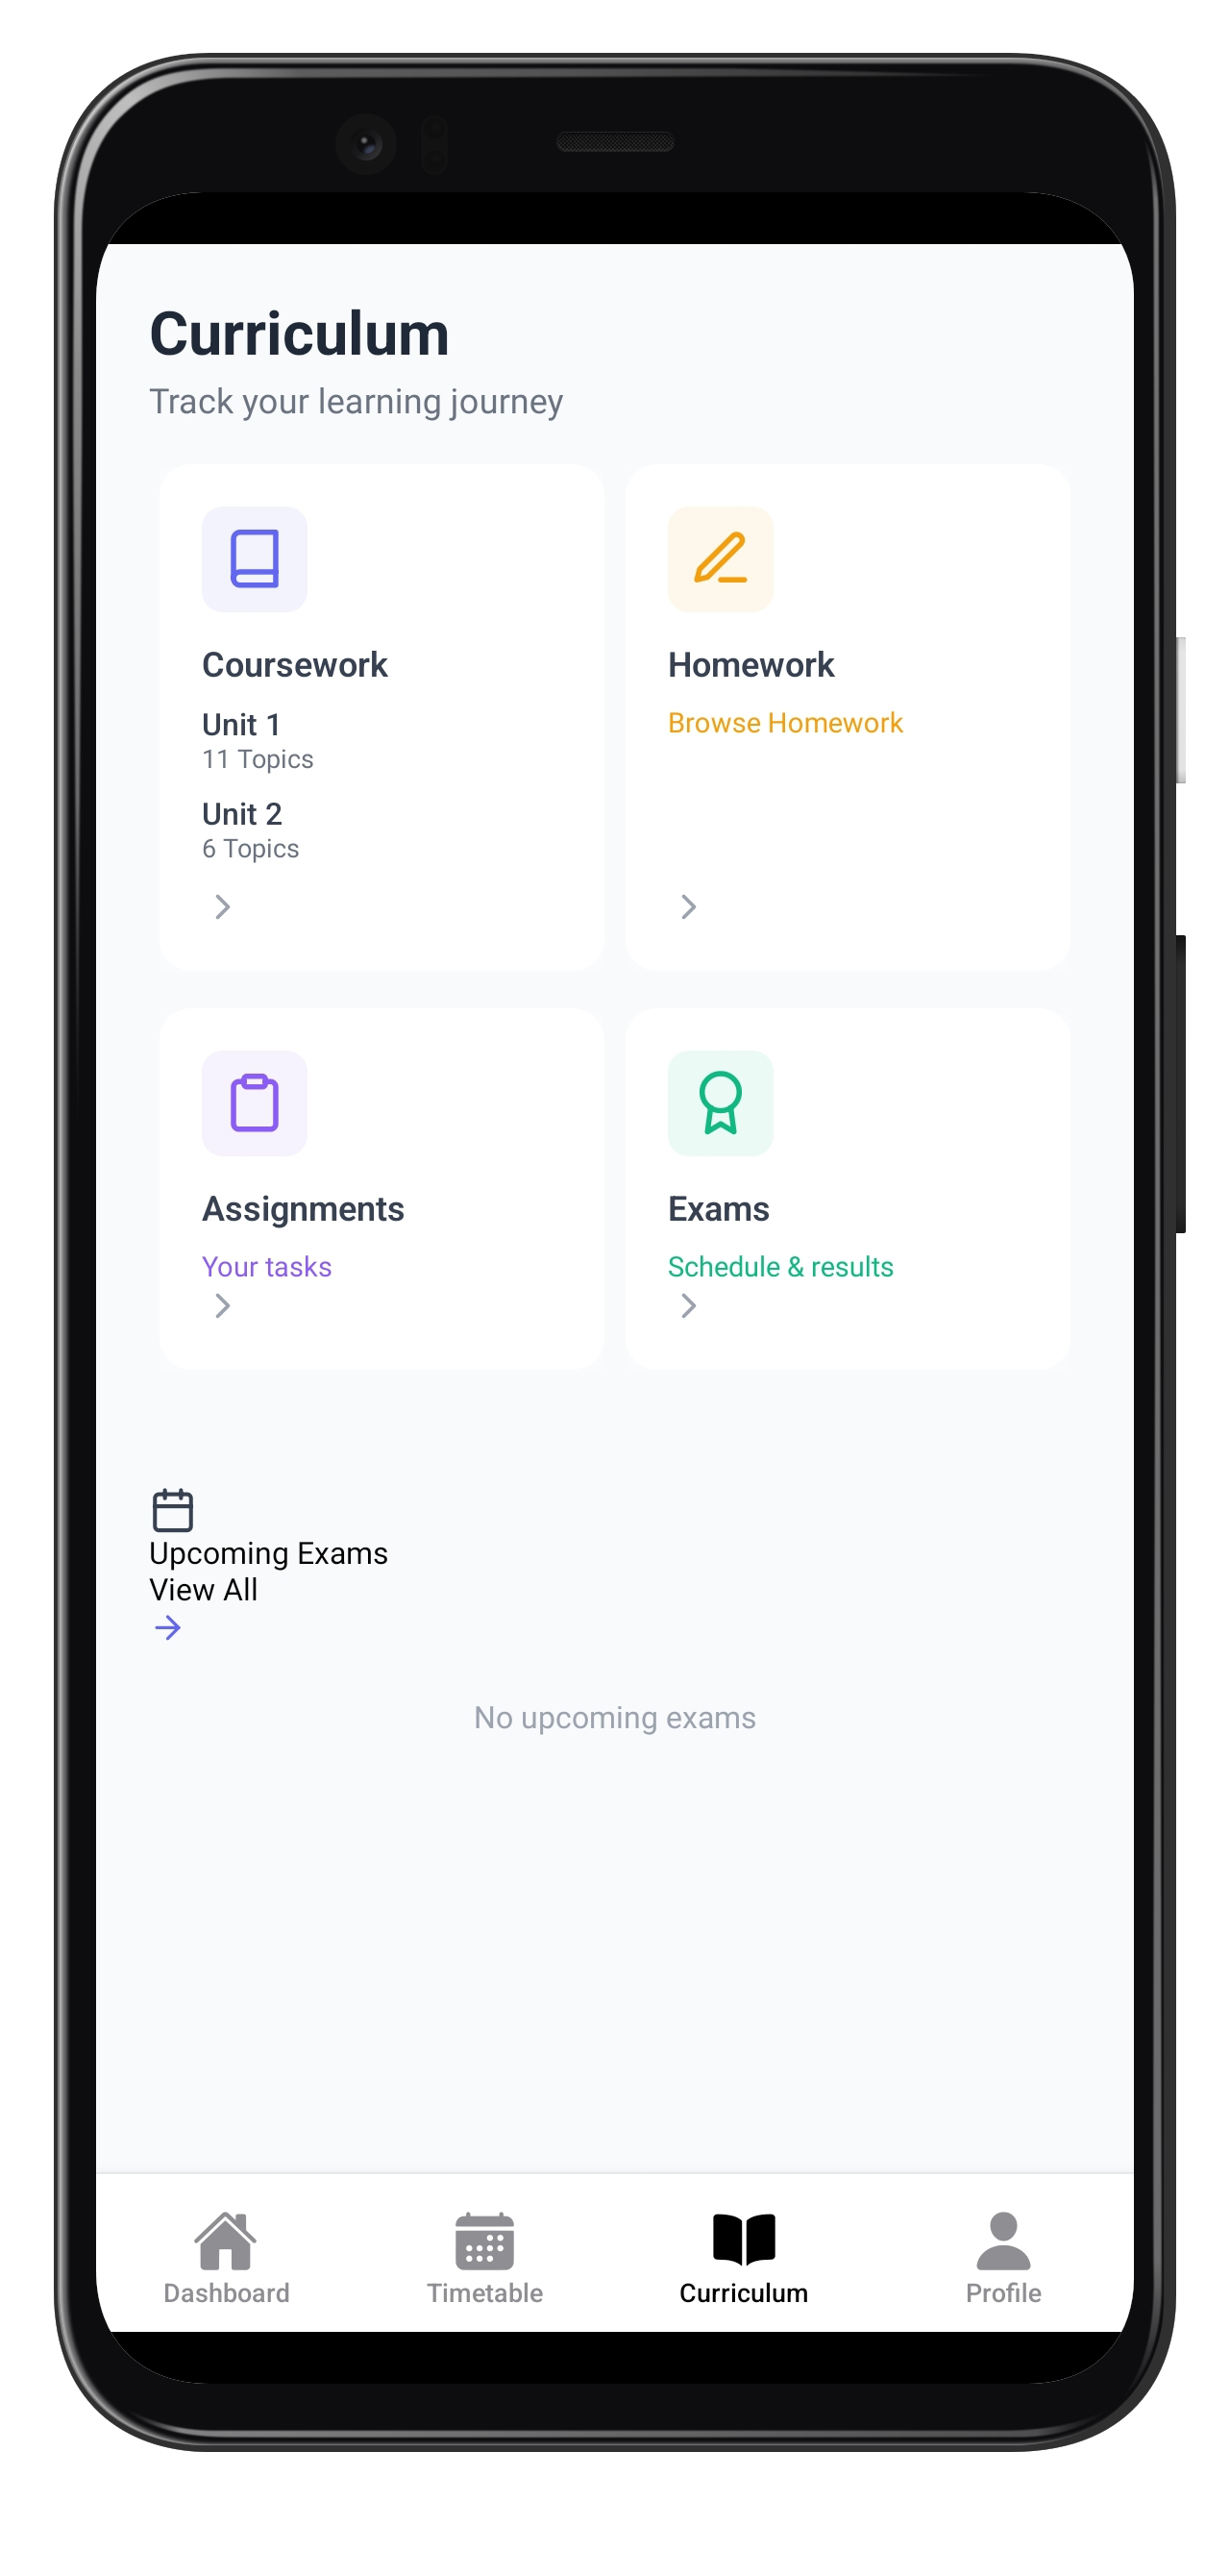 Curriculum
Track your learning journey
Coursework
Unit 1
11 Topics
Unit 2
6 Topics
Homework
Browse Homework
Assignments
Your tasks
Exams
Schedule & results
Upcoming Exams
View All
No upcoming exams
Dashboard
Timetable
Curriculum
Profile